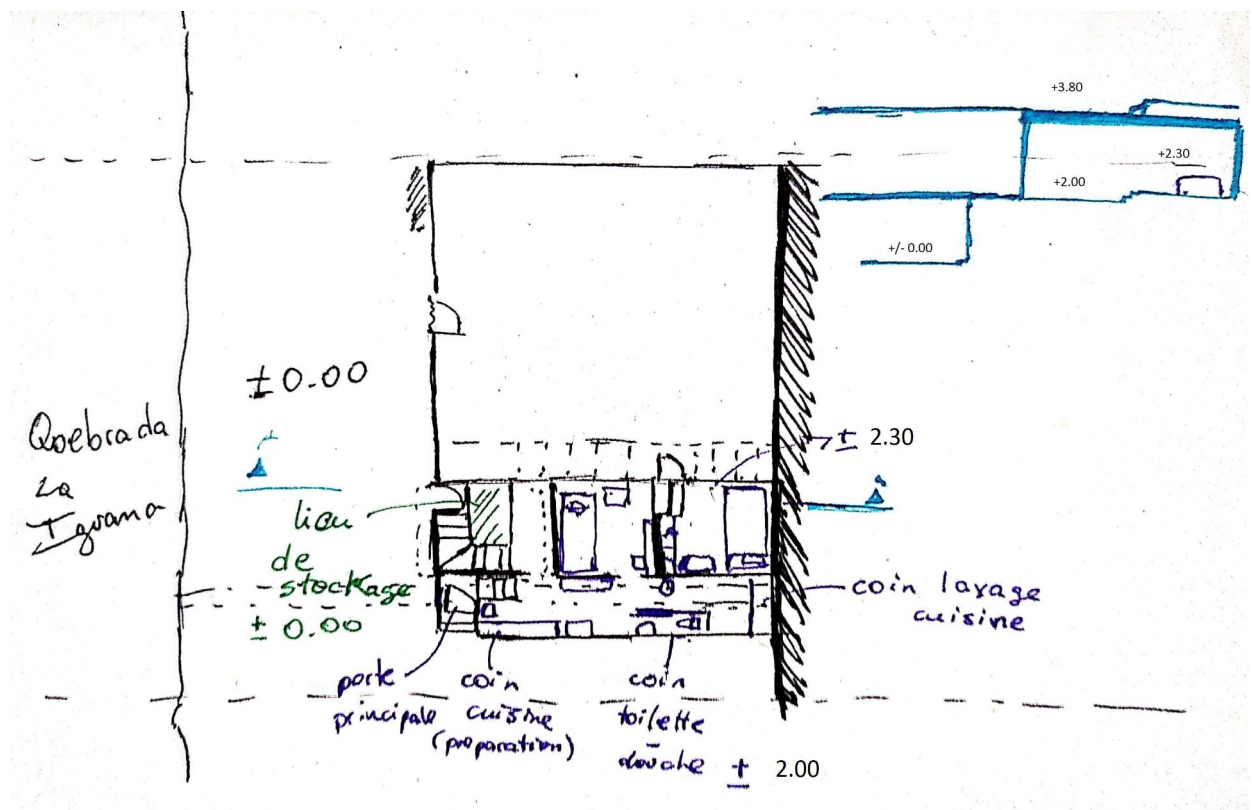 +3.80
+2.30
+2.00
+/- 0.00
±0.00
Quebrada
La
Iguana
± 2.30
lieu
de
stockage
± 0.00
coin lavage
cuisine
porte
principale
coin
cuisine
(preparation)
coin
toilette
douche ± 2.00